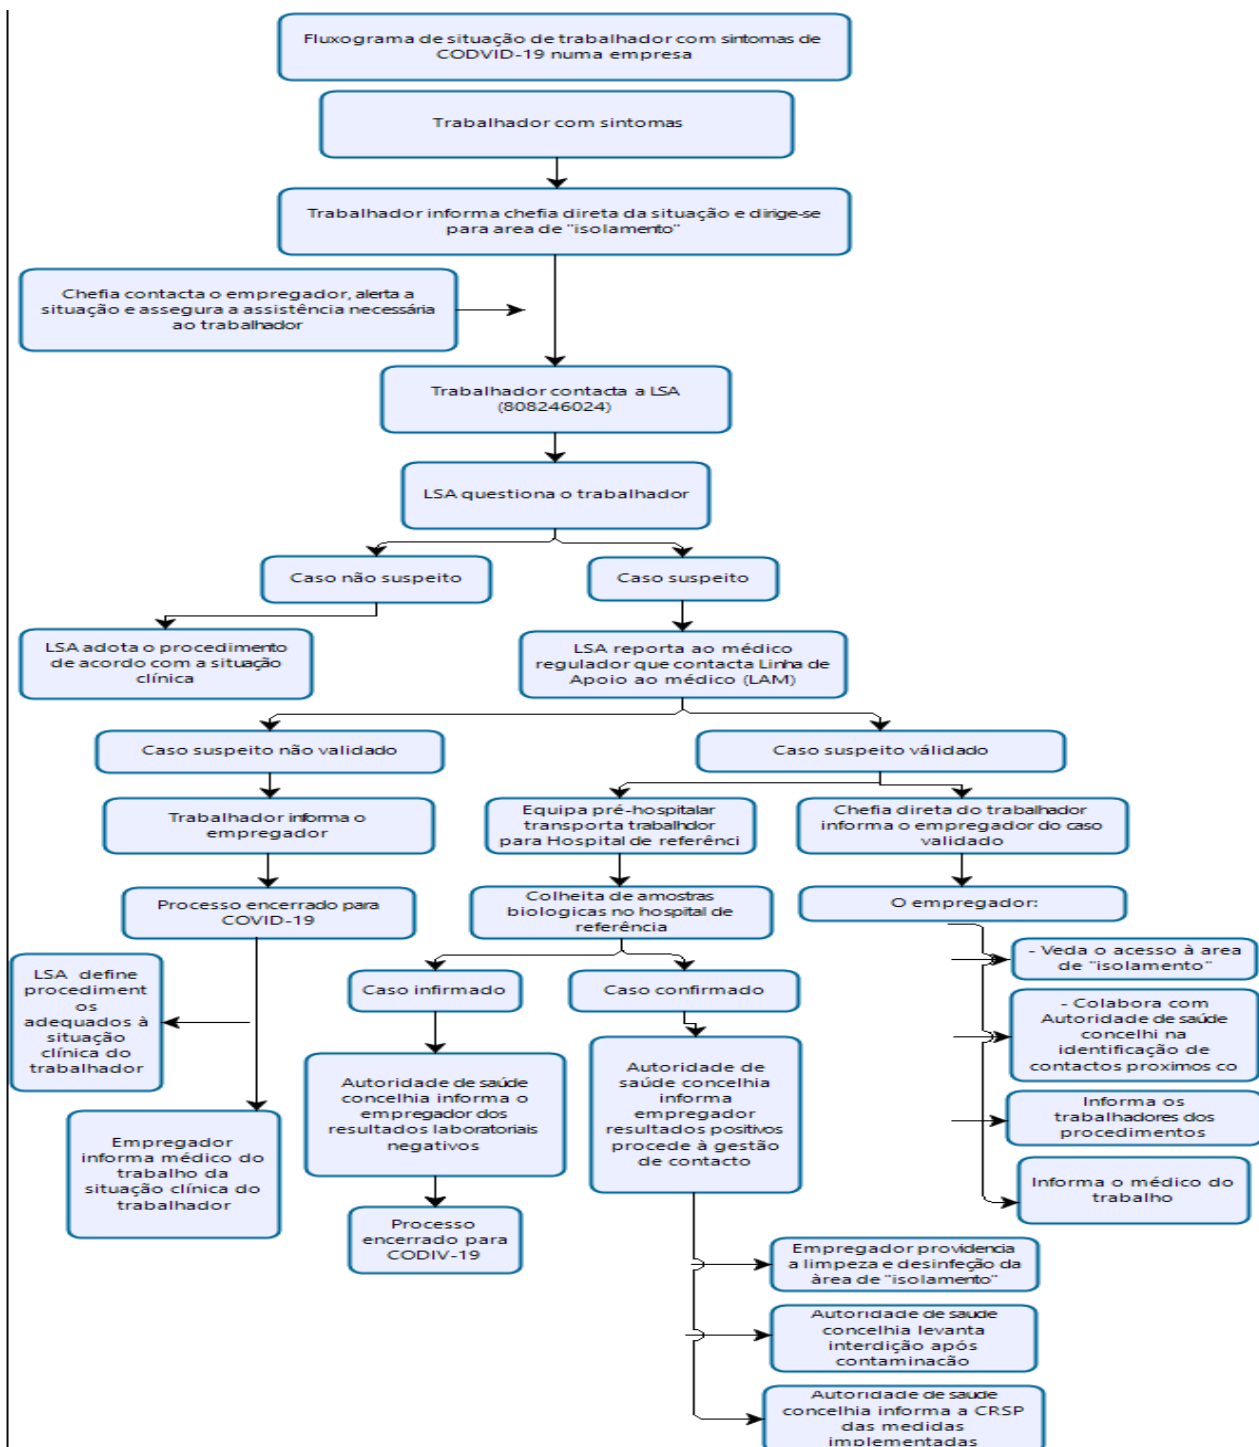 Fluxograma de situação de trabalhador com sintomas de
CODVID-19 numa empresa
Trabalhador com sintomas
Trabalhador informa chefia direta da situação e dirige-se
para area de "isolamento"
Chefia contacta o empregador, alerta a
situação e assegura a assistência necessária
ao trabalhador
Trabalhador contacta a LSA
(808246024)
LSA questiona o trabalhador
Caso não suspeito
Caso suspeito
LSA adota o procedimento
de acordo com a situação
clínica
LSA reporta ao médico
regulador que contacta Linha de
Apoio ao médico (LAM)
Caso suspeito não validado
Caso suspeito válidado
Trabalhador informa o
empregador
Equipa pré-hospitalar
transporta trabalhdor
para Hospital de referênci
Chefia direta do trabalhador
informa o empregador do caso
validado
Processo encerrado para
COVID-19
Colheita de amostras
biologicas no hospital de
referência
O empregador:
LSA define
procediment
os
adequados à
situação
clínica do
trabalhador
Caso infirmado
Caso confirmado
- Veda o acesso à area
de "isolamento"
- Colabora com
Autoridade de saúde
concelhi na
identificação de
contactos proximos co
Autoridade de saúde
concelhia informa o
empregador dos
resultados laboratoriais
negativos
Autoridade de
saúde concelhia
informa
empregador
resultados positivos
procede à gestão
de contacto
Informa os
trabalhadores dos
procedimentos
Empregador
informa médico do
trabalho da
situação clínica do
trabalhador
Informa o médico do
trabalho
Processo
encerrado para
CODIV-19
Empregador providencia
a limpeza e desinfeção da
àrea de "isolamento"
Autoridade de saúde
concelhia levanta
interdição após
contaminacão
Autoridade de saúde
concelhia informa a CRSP
das medidas
implementadas